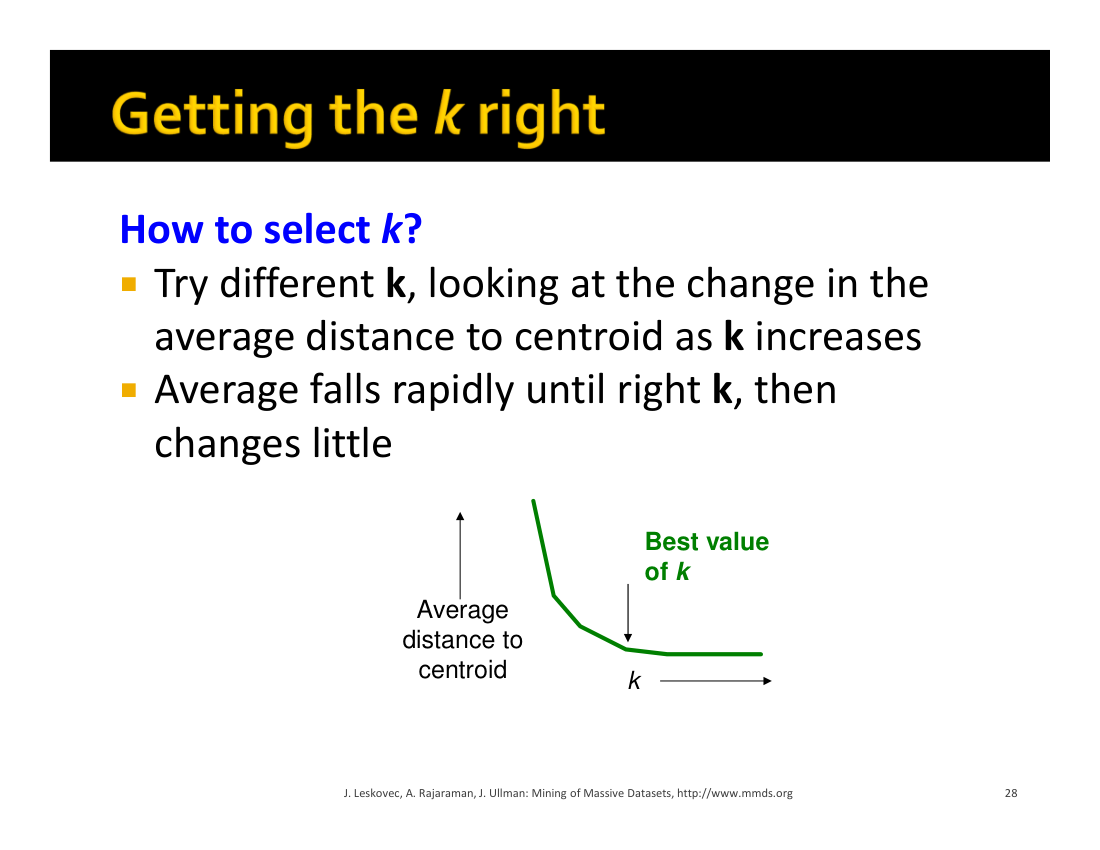 Getting the k right
How to select k?
Try different k, looking at the change in the
average distance to centroid as k increases
Average falls rapidly until right k, then
changes little
Best value
of k
Average
distance to
centroid
k
J. Leskovec, A. Rajaraman, J. Ullman: Mining of Massive Datasets, http://www.mmds.org
28